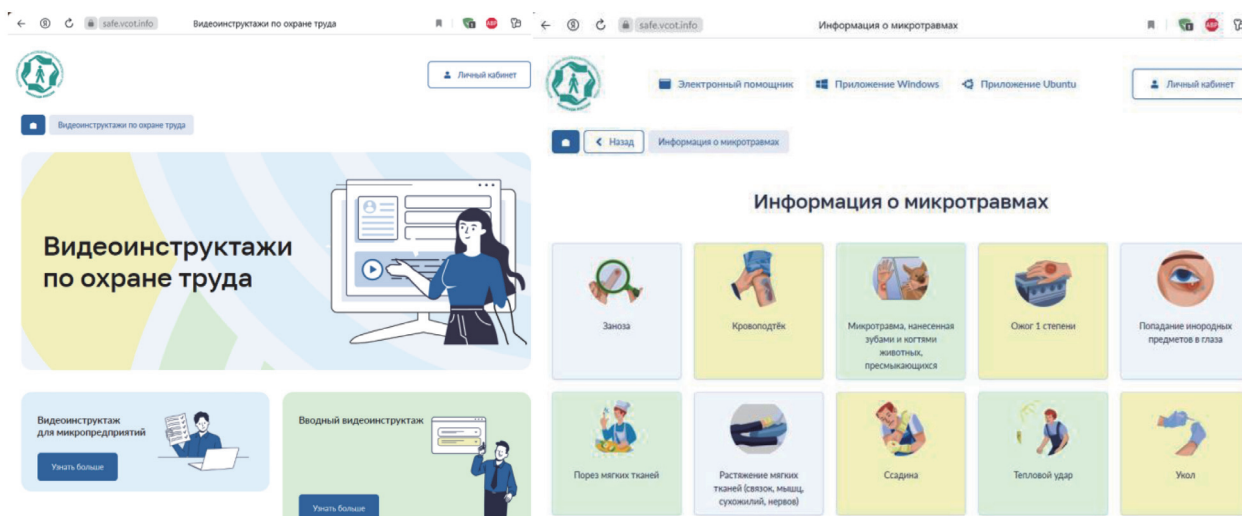 safe.vcot.info
Видеоинструктажи по охране труда
Личный кабинет
Видеоинструктажи по охране труда
Видеоинструктажи
по охране труда
Видеоинструктаж
для микропредприятий
Узнать больше
Вводный видеоинструктаж
Узнать больше
safe.vcot.info
Информация о микротравмах
Электронный помощник
Приложение Windows
Приложение Ubuntu
Личный кабинет
Назад
Информация о микротравмах
Информация о микротравмах
Заноза
Кровоподтёк
Микротравма, нанесенная
зубами и когтями
животных,
пресмыкающихся
Ожог 1 степени
Попадание инородных
предметов в глаза
Порез мягких тканей
Растяжение мягких
тканей (связок, мышц,
сухожилий, нервов)
Ссадина
Тепловой удар
Укол